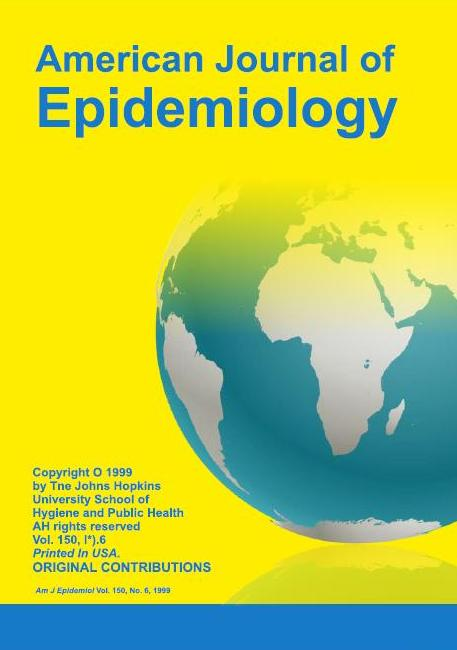 American Journal of
Epidemiology
Copyright O 1999
by Tne Johns Hopkins
University School of
Hygiene and Public Health
AH rights reserved
Vol. 150, I*).6
Printed In USA.
ORIGINAL CONTRIBUTIONS
Am J Epidemiol Vol. 150, No. 6, 1999